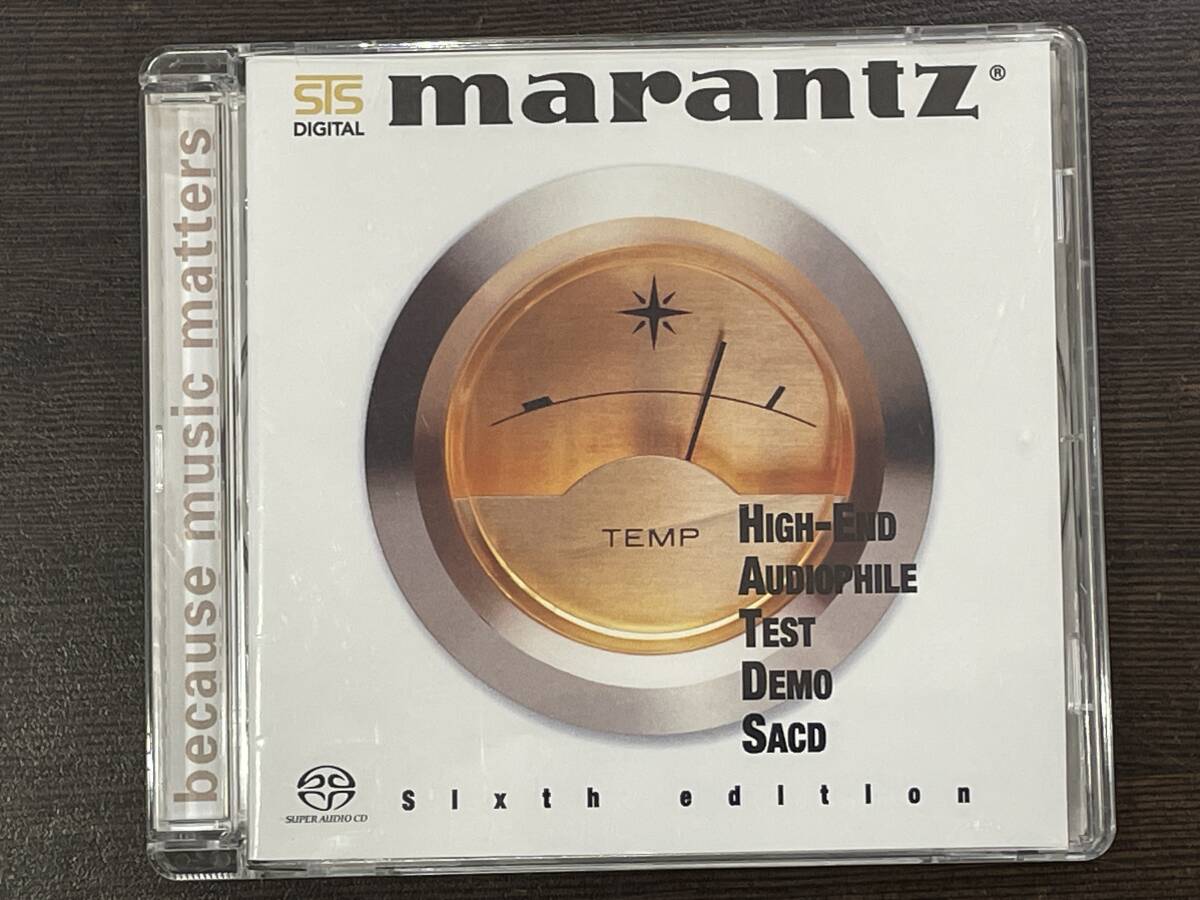 because music matters
STS
DIGITAL
marantz®
TEMP
HIGH-END
AUDIOPHILE
TEST
DEMO
SACD
SUPER AUDIO CD
Sixth edition